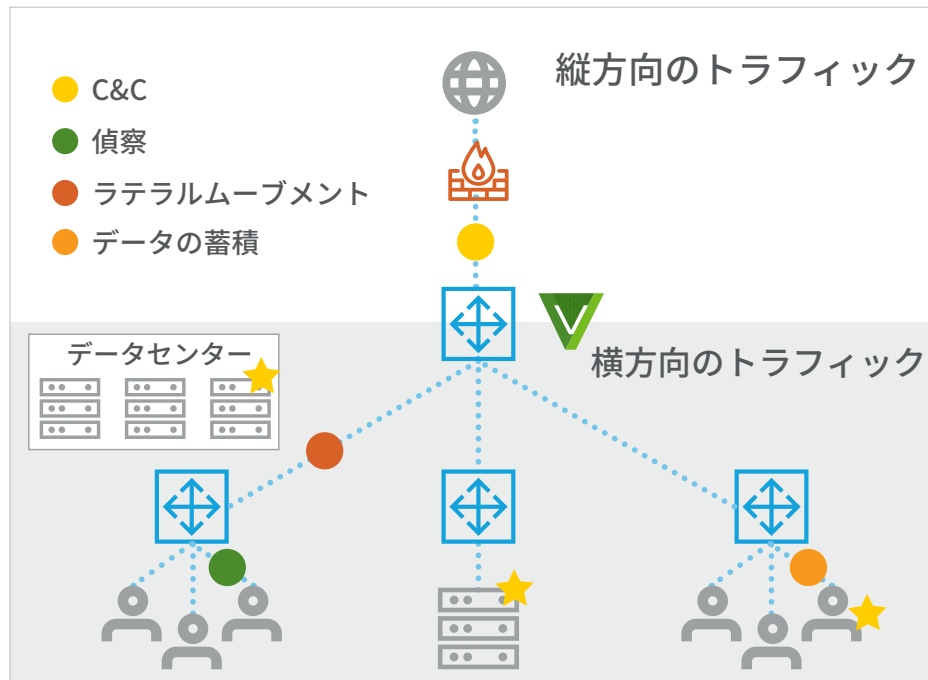 縦方向のトラフィック
C&C
偵察
ラテラルムーブメント
データの蓄積
データセンター
横方向のトラフィック
V